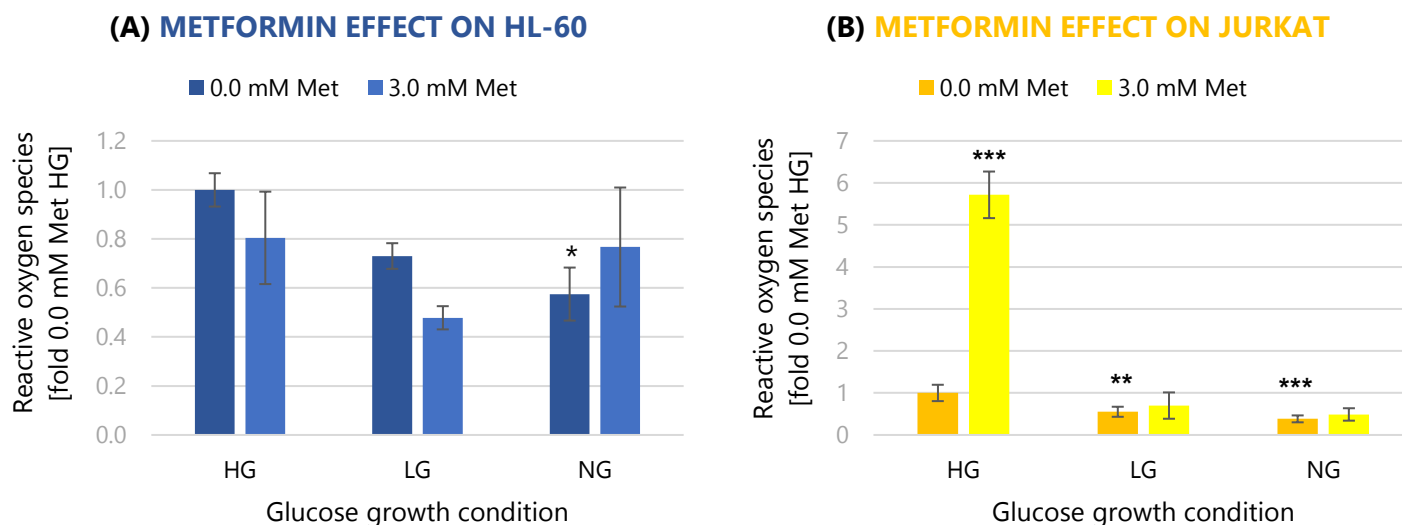 (A) METFORMIN EFFECT ON HL-60
0.0 mM Met 3.0 mM Met
Reactive oxygen species
[fold 0.0 mM Met HG]
1.2
1.0
0.8
0.6
0.4
0.2
0.0
*
HG LG NG
Glucose growth condition
(B) METFORMIN EFFECT ON JURKAT
0.0 mM Met 3.0 mM Met
Reactive oxygen species
[fold 0.0 mM Met HG]
7
6
5
4
3
2
1
0
***
**
***
HG LG NG
Glucose growth condition